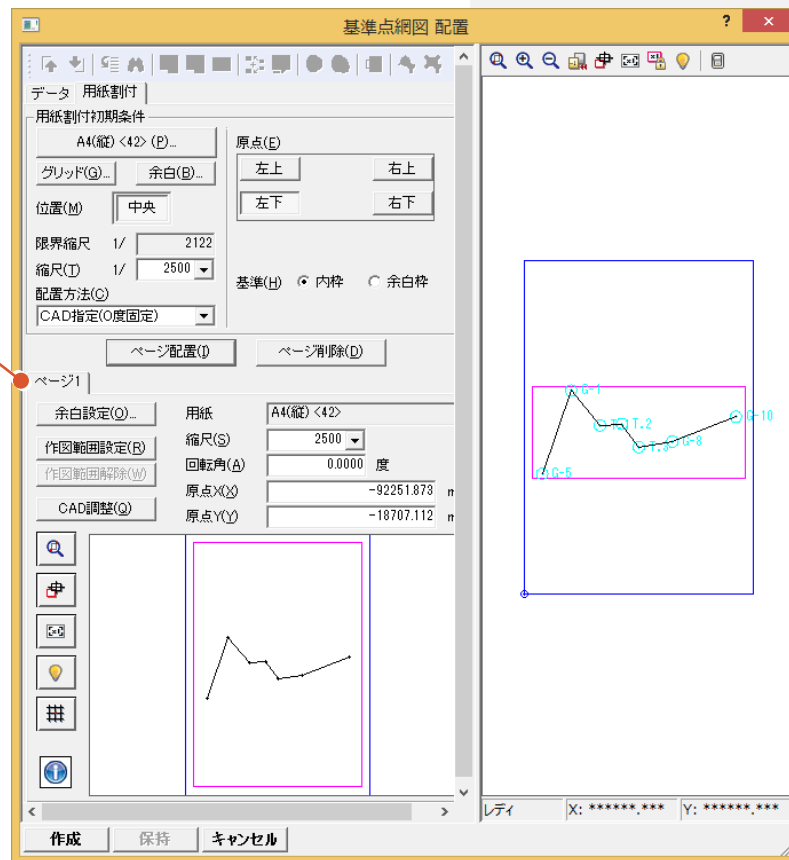 基準点網図 配置
? ×
データ 用紙割付
用紙割付初期条件
A4(縦) <42> (P)...
グリッド(G)... 余白(B)...
位置(M) 中央
限界縮尺 1/ 2122
縮尺(T) 1/ 2500
配置方法(C)
CAD指定(0度固定)
原点(E)
左上 右上
左下 右下
基準(H) 内枠 余白枠
ページ配置(I) ページ削除(D)
ページ1
余白設定(O)... 用紙 A4(縦) <42>
作図範囲設定(R) 縮尺(S) 2500
作図範囲解除(W) 回転角(A) 0.0000 度
原点X(X) -92251.873 m
CAD調整(Q) 原点Y(Y) -18707.112 m
作成 保持 キャンセル
G-1
T.2
G-10
G-8
G-5
レディ X: ******.*** Y: ******.***